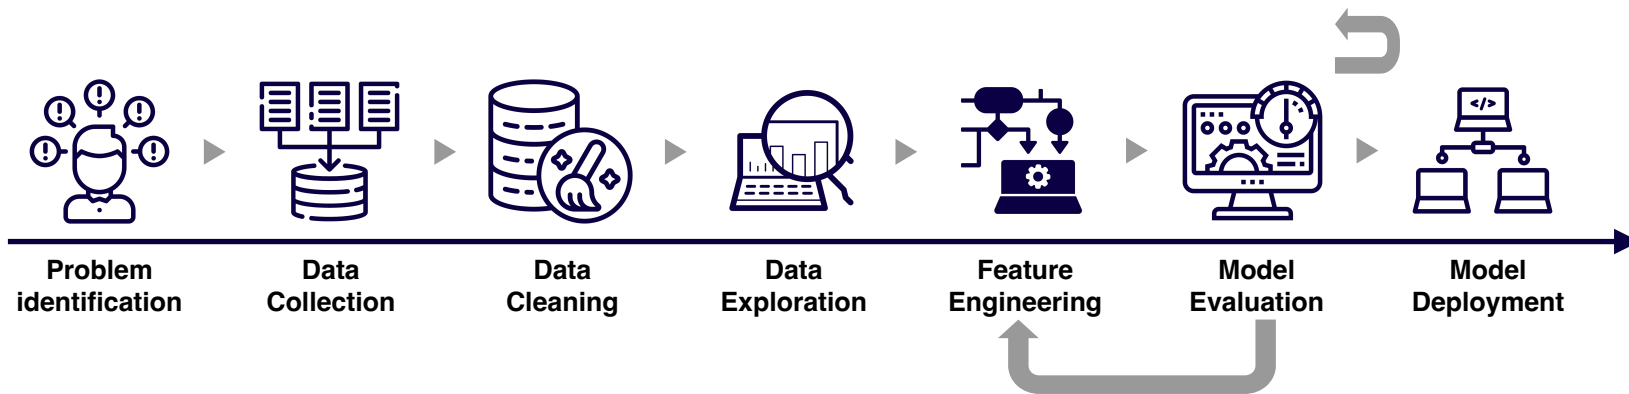 </>
Problem
identification
Data
Collection
Data
Cleaning
Data
Exploration
Feature
Engineering
Model
Evaluation
Model
Deployment